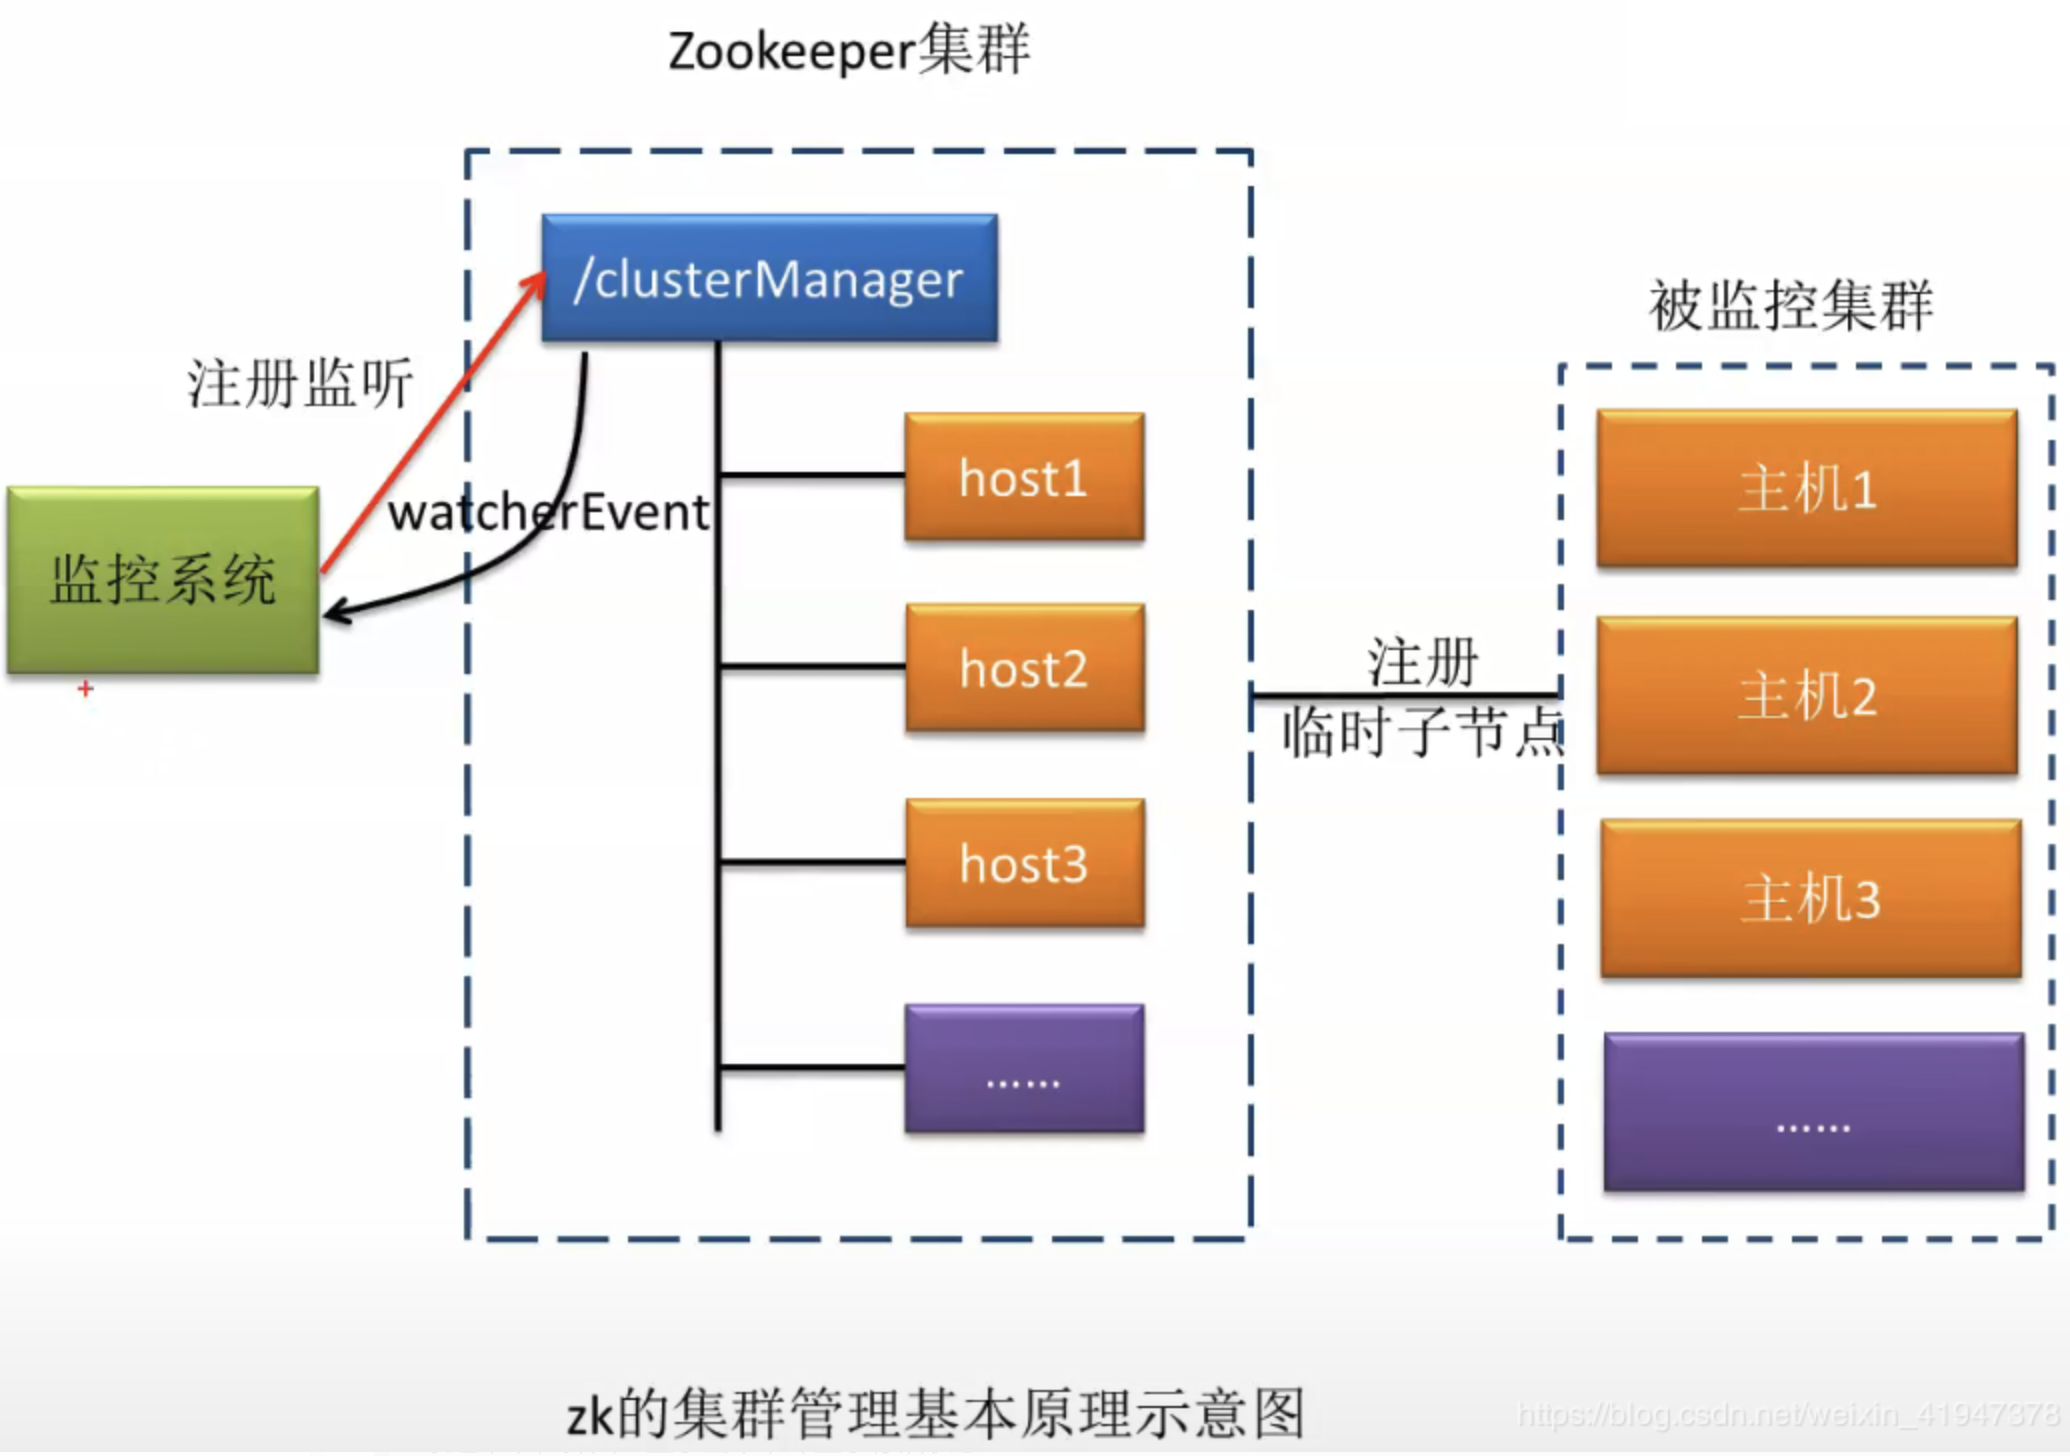 Zookeeper集群
/clusterManager
注册监听
watcherEvent
监控系统
host1
host2
host3
……
注册
临时子节点
被监控集群
主机1
主机2
主机3
……
zk的集群管理基本原理示意图
https://blog.csdn.net/weixin_41947378